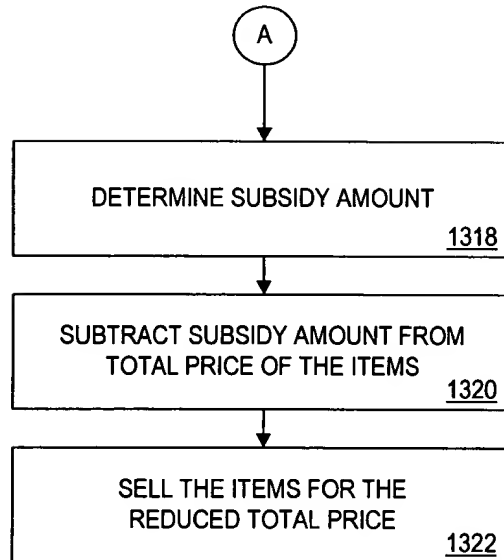 A
DETERMINE SUBSIDY AMOUNT
1318
SUBTRACT SUBSIDY AMOUNT FROM
TOTAL PRICE OF THE ITEMS
1320
SELL THE ITEMS FOR THE
REDUCED TOTAL PRICE
1322